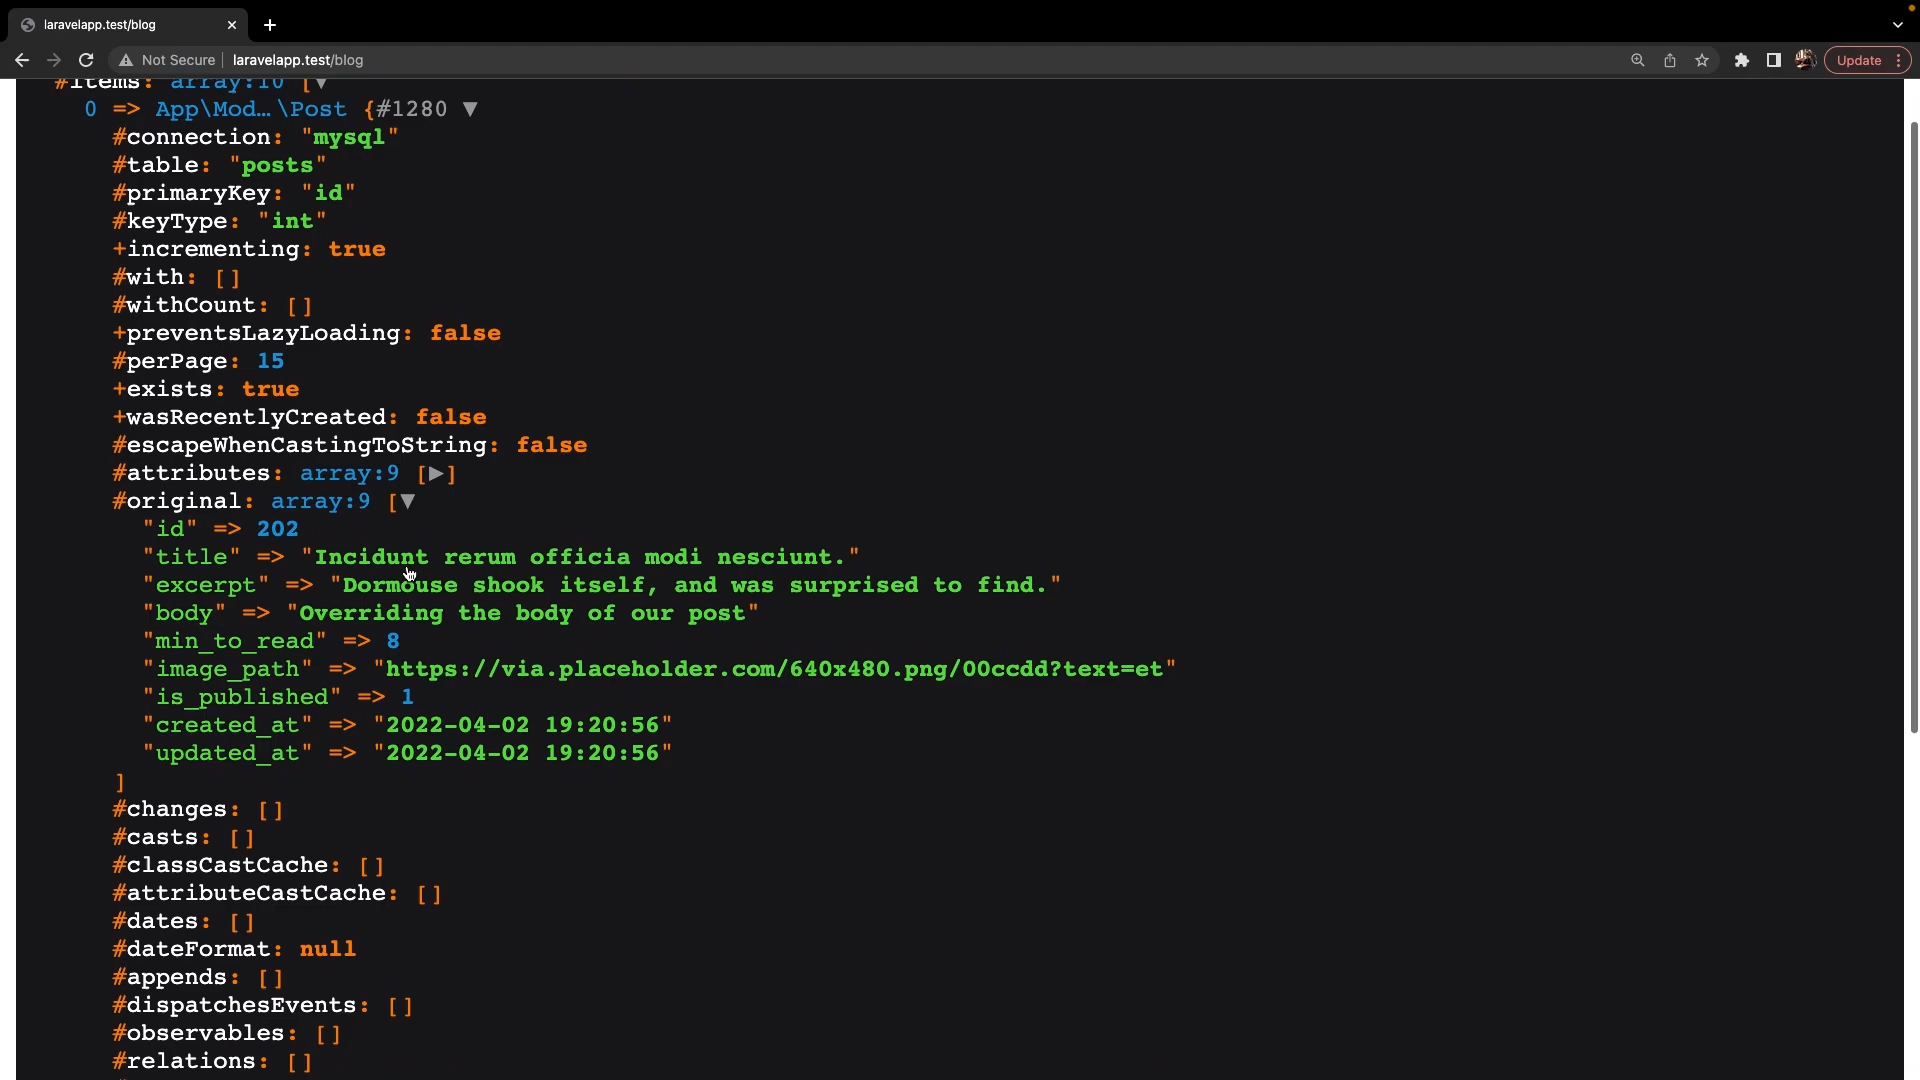 laravelapp.test/blog
Not Secure | laravelapp.test/blog
Update
#items: array:10 [▼
0 => App\Mod…\Post {#1280 ▼
#connection: "mysql"
#table: "posts"
#primaryKey: "id"
#keyType: "int"
+incrementing: true
#with: []
#withCount: []
+preventsLazyLoading: false
#perPage: 15
+exists: true
+wasRecentlyCreated: false
#escapeWhenCastingToString: false
#attributes: array:9 [▶]
#original: array:9 [▼
"id" => 202
"title" => "Incidunt rerum officia modi nesciunt."
"excerpt" => "Dormouse shook itself, and was surprised to find."
"body" => "Overriding the body of our post"
"min_to_read" => 8
"image_path" => "https://via.placeholder.com/640x480.png/00ccdd?text=et"
"is_published" => 1
"created_at" => "2022-04-02 19:20:56"
"updated_at" => "2022-04-02 19:20:56"
]
#changes: []
#casts: []
#classCastCache: []
#attributeCastCache: []
#dates: []
#dateFormat: null
#appends: []
#dispatchesEvents: []
#observables: []
#relations: []